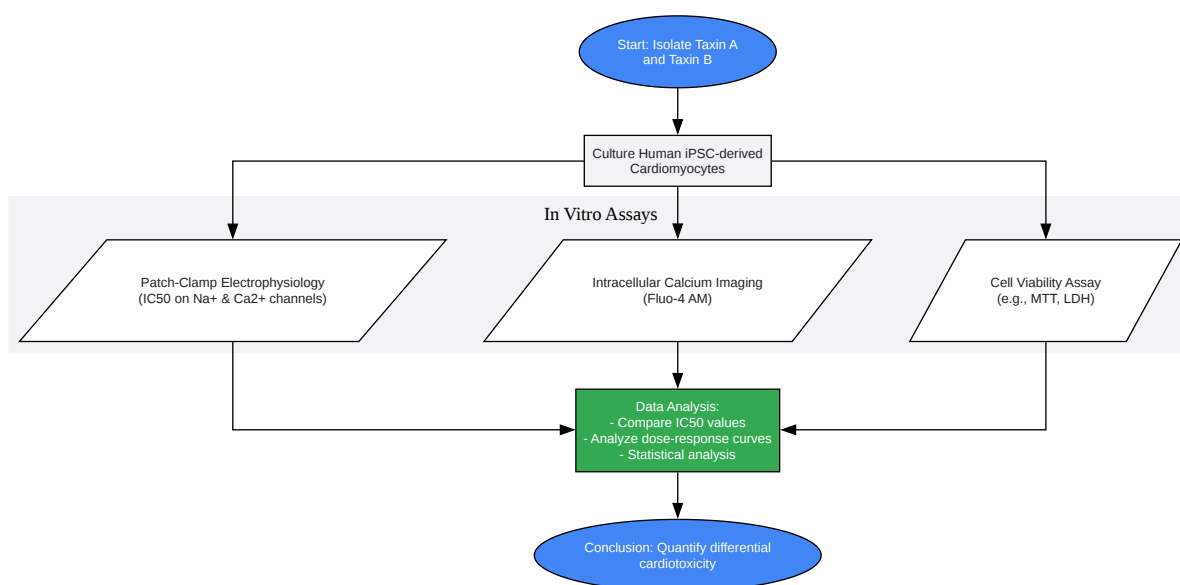 Start: Isolate Taxin A
and Taxin B
Culture Human iPSC-derived
Cardiomyocytes
In Vitro Assays
Patch-Clamp Electrophysiology
(IC50 on Na+ & Ca2+ channels)
Intracellular Calcium Imaging
(Fluo-4 AM)
Cell Viability Assay
(e.g., MTT, LDH)
Data Analysis:
- Compare IC50 values
- Analyze dose-response curves
- Statistical analysis
Conclusion: Quantify differential
cardiotoxicity